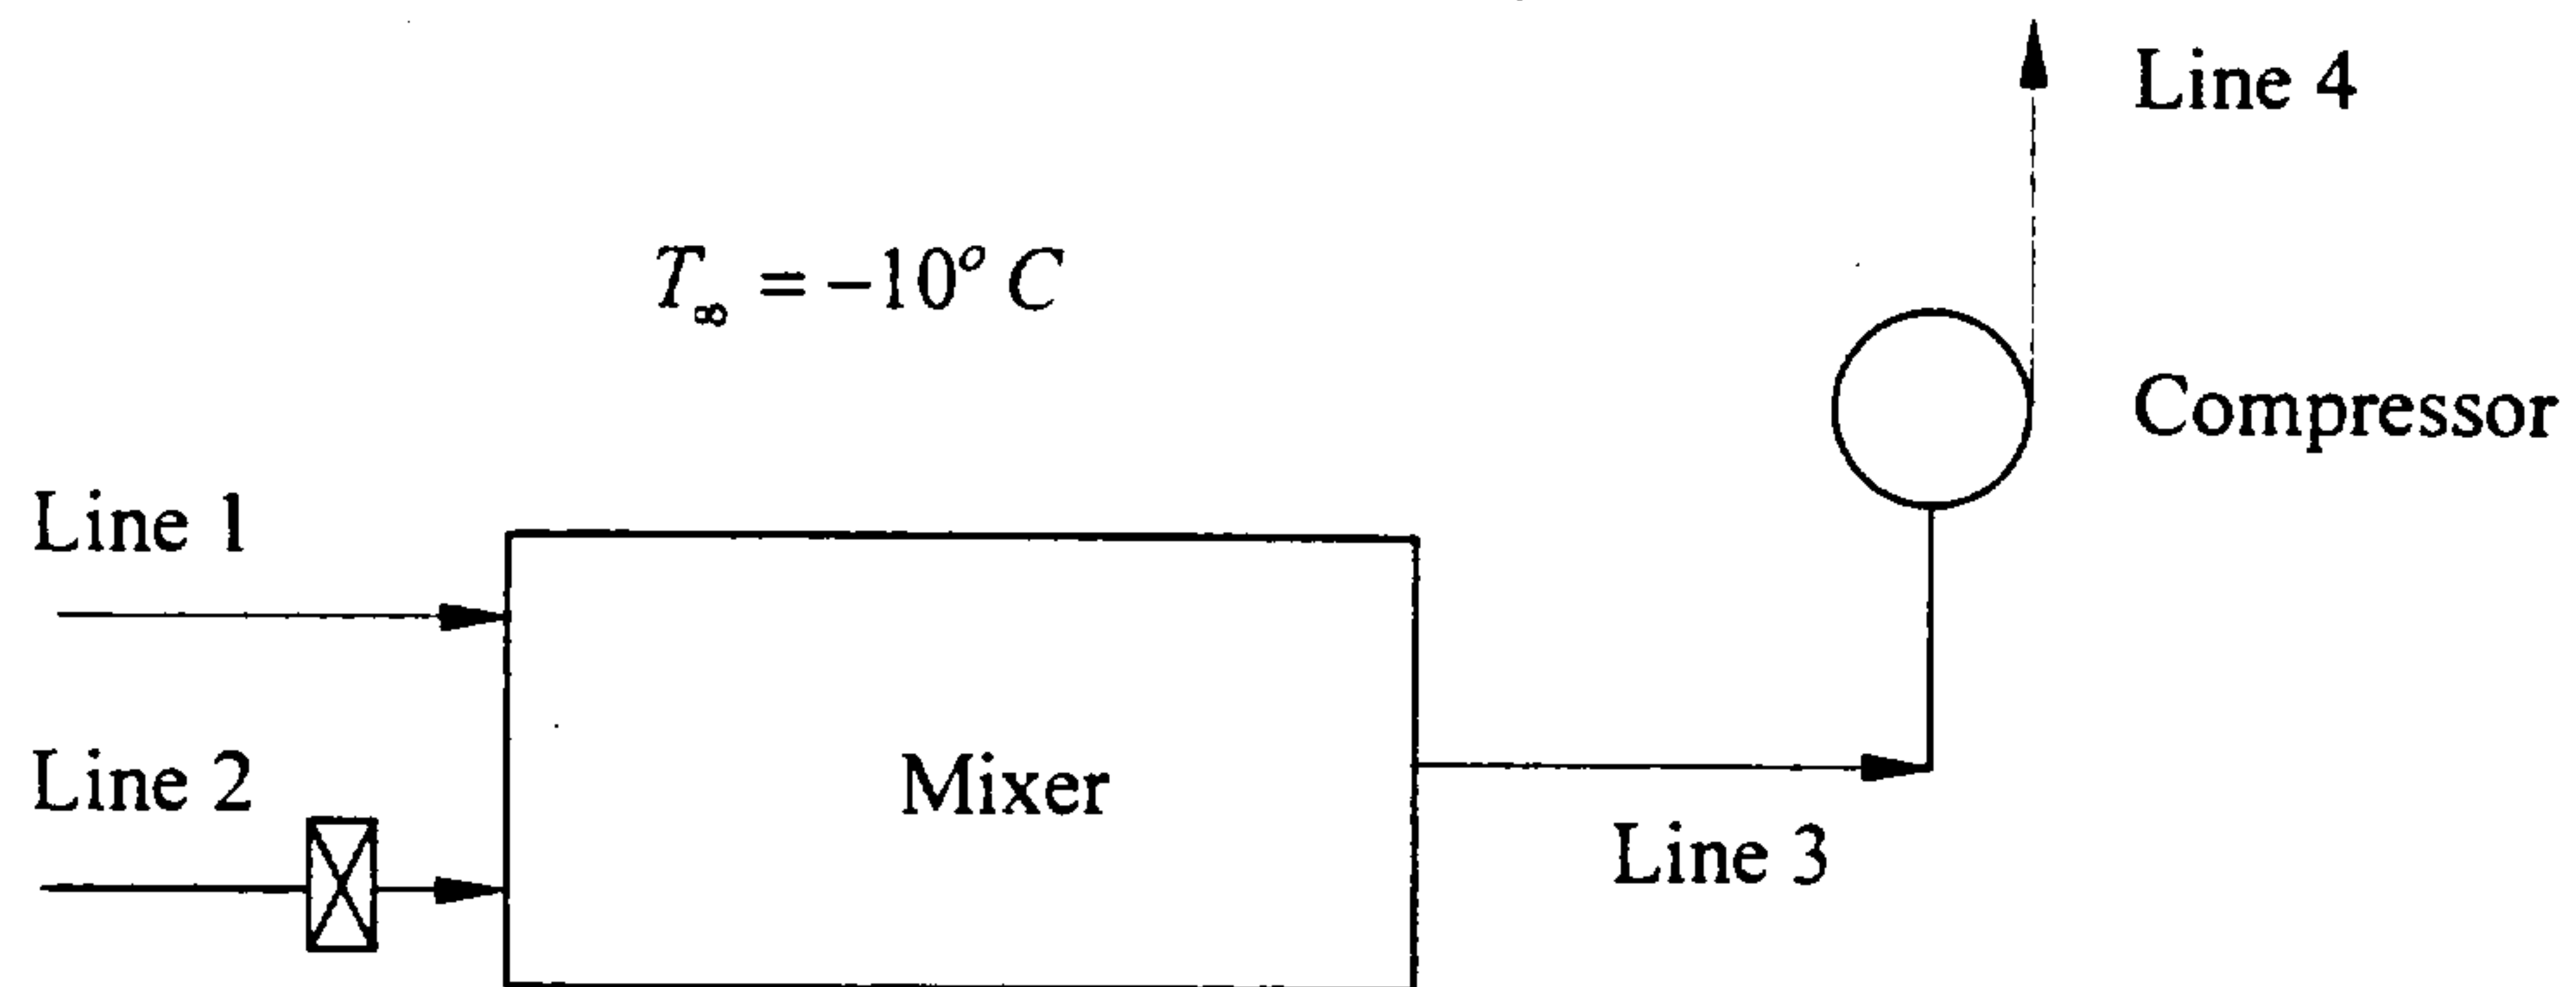 Line 4
T∞ = −10° C
Compressor
Line 1
Line 2
Mixer
Line 3